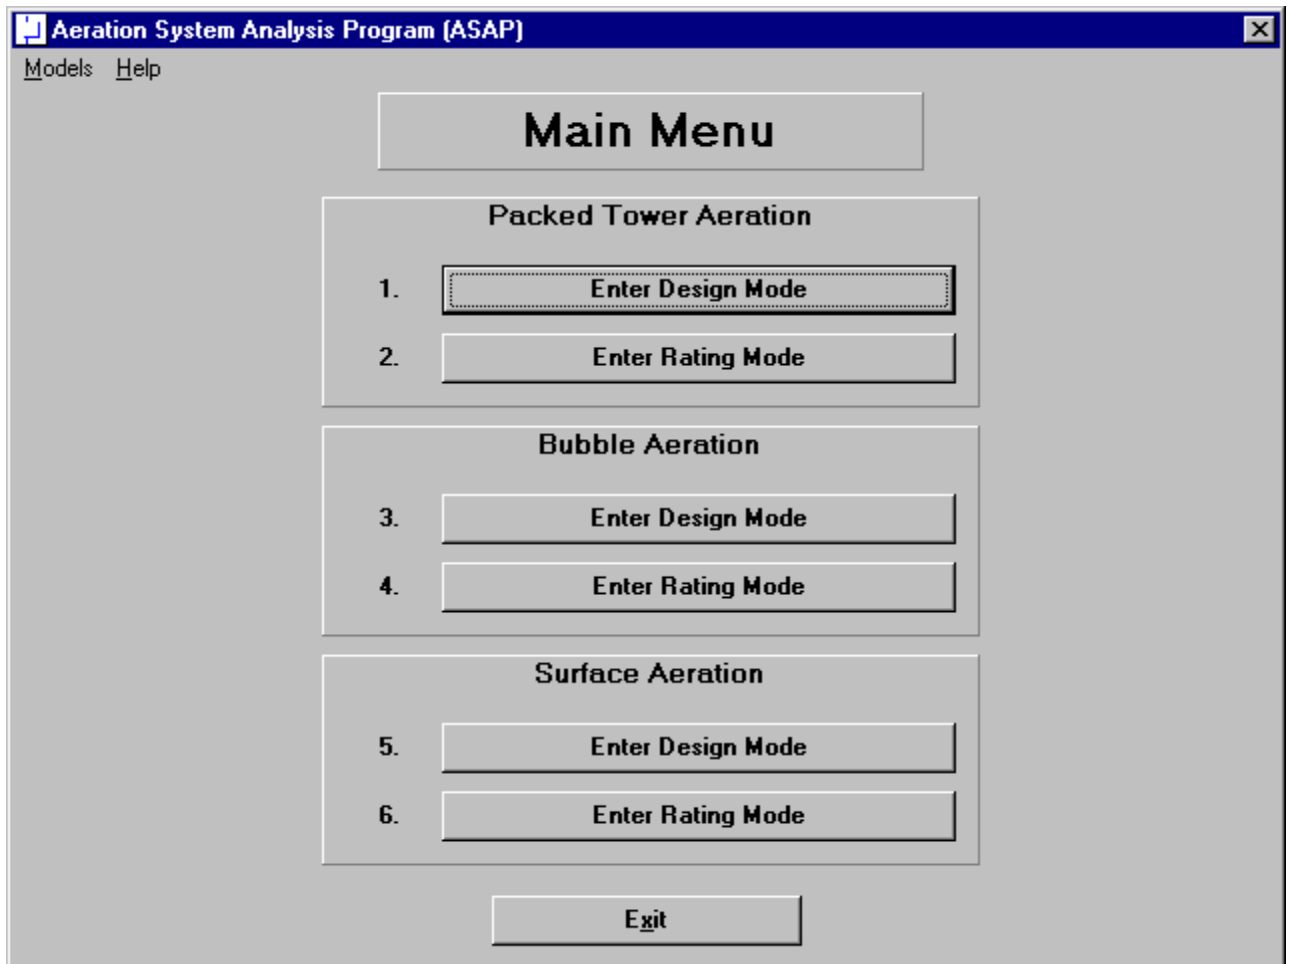 Aeration System Analysis Program (ASAP)
Models Help
Main Menu
Packed Tower Aeration
1. Enter Design Mode
2. Enter Rating Mode
Bubble Aeration
3. Enter Design Mode
4. Enter Rating Mode
Surface Aeration
5. Enter Design Mode
6. Enter Rating Mode
Exit